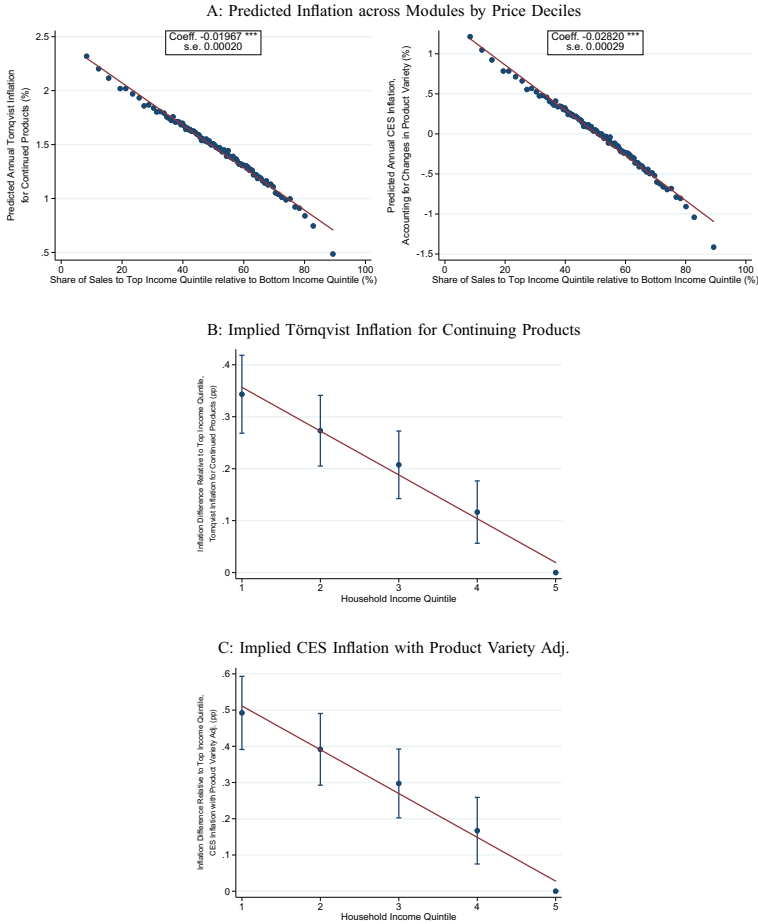 A: Predicted Inflation across Modules by Price Deciles
Predicted Annual Tornqvist Inflation
for Continued Products (%)
2.5
2
1.5
1
.5
Coeff. -0.01967 ***
s.e. 0.00020
0 20 40 60 80 100
Share of Sales to Top Income Quintile relative to Bottom Income Quintile (%)
Predicted Annual CES Inflation,
Accounting for Changes in Product Variety (%)
1
.5
0
-.5
-1
-1.5
Coeff. -0.02820 ***
s.e. 0.00029
0 20 40 60 80 100
Share of Sales to Top Income Quintile relative to Bottom Income Quintile (%)
B: Implied Törnqvist Inflation for Continuing Products
Inflation Difference Relative to Top Income Quintile,
Tornqvist Inflation for Continued Products (pp)
.4
.3
.2
.1
0
1 2 3 4 5
Household Income Quintile
C: Implied CES Inflation with Product Variety Adj.
Inflation Difference Relative to Top Income Quintile,
CES Inflation with Product Variety Adj. (pp)
.6
.5
.4
.3
.2
.1
0
1 2 3 4 5
Household Income Quintile